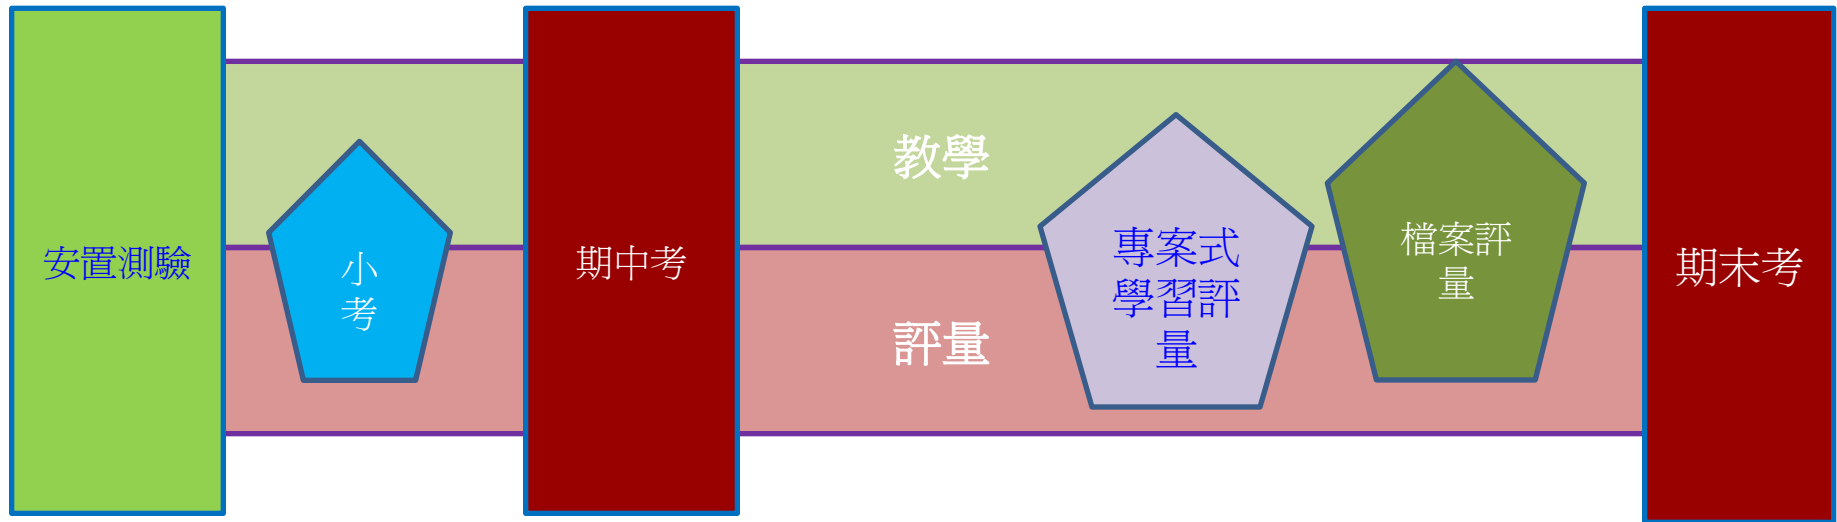 安置測驗
小
考
期中考
教學
評量
專案式
學習評
量
檔案評
量
期末考